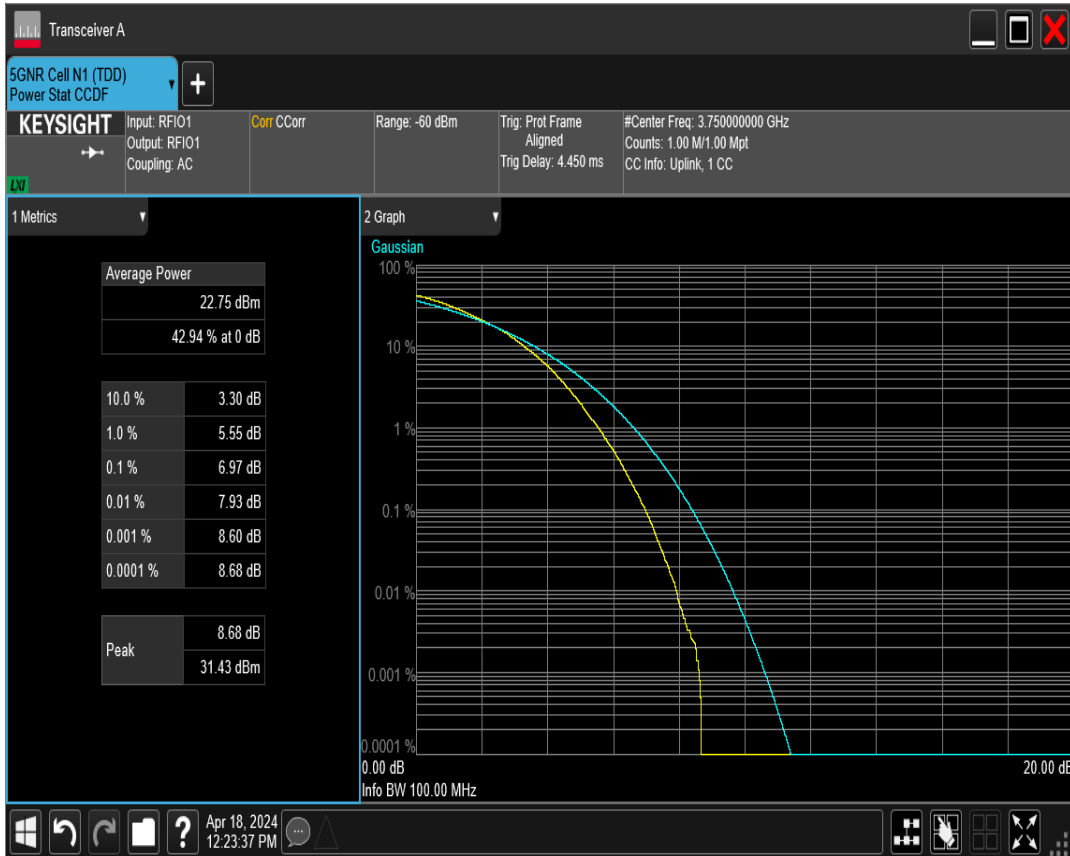 Transceiver A
5GNR Cell N1 (TDD)
Power Stat CCDF
KEYSIGHT
LXI
Input: RFIO1
Output: RFIO1
Coupling: AC
Corr CCorr
Range: -60 dBm
Trig: Prot Frame
Aligned
Trig Delay: 4.450 ms
#Center Freq: 3.750000000 GHz
Counts: 1.00 M/1.00 Mpt
CC Info: Uplink, 1 CC
1 Metrics
Average Power
22.75 dBm
42.94 % at 0 dB
10.0 % 3.30 dB
1.0 % 5.55 dB
0.1 % 6.97 dB
0.01 % 7.93 dB
0.001 % 8.60 dB
0.0001 % 8.68 dB
Peak
8.68 dB
31.43 dBm
2 Graph
Gaussian
100 %
10 %
1 %
0.1 %
0.01 %
0.001 %
0.0001 %
0.00 dB 20.00 dB
Info BW 100.00 MHz
Apr 18, 2024
12:23:37 PM